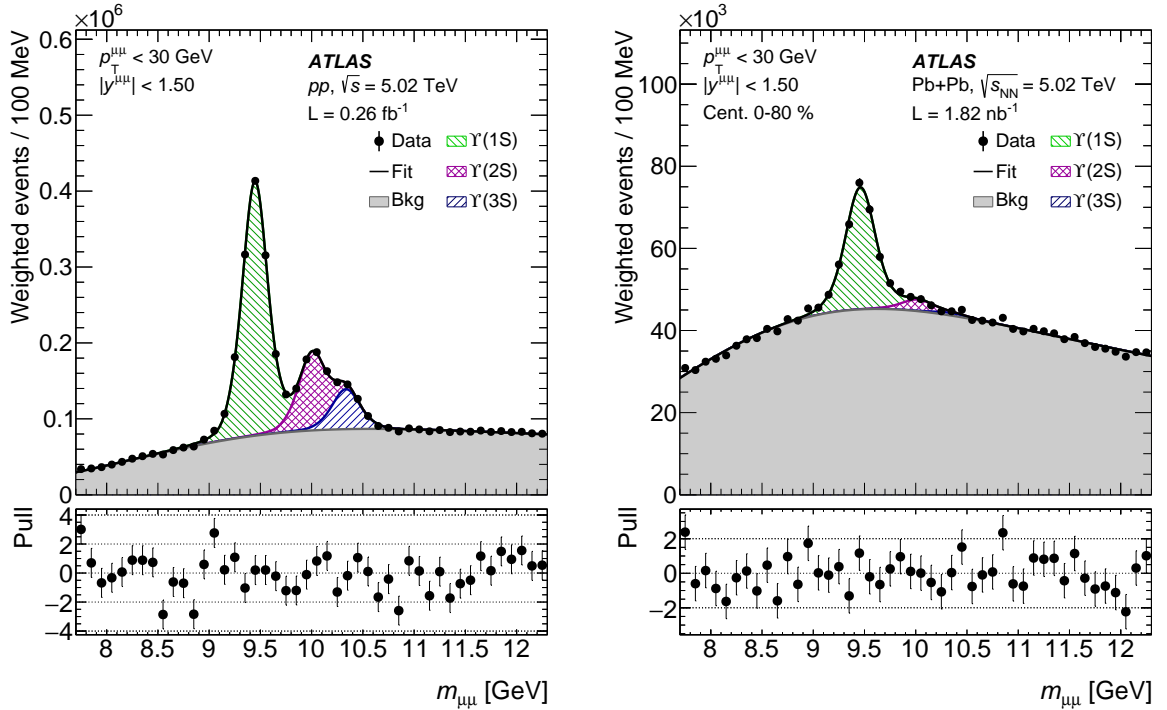 ×10⁶
Weighted events / 100 MeV
0.6
0.5
0.4
0.3
0.2
0.1
0
p_T^μμ < 30 GeV
|y^μμ| < 1.50
ATLAS
pp, √s = 5.02 TeV
L = 0.26 fb⁻¹
Data ϒ(1S)
Fit ϒ(2S)
Bkg ϒ(3S)
Pull
4
2
0
−2
−4
8 8.5 9 9.5 10 10.5 11 11.5 12
m_μμ [GeV]
×10³
Weighted events / 100 MeV
100
80
60
40
20
0
p_T^μμ < 30 GeV
|y^μμ| < 1.50
Cent. 0-80 %
ATLAS
Pb+Pb, √s_NN = 5.02 TeV
L = 1.82 nb⁻¹
Data ϒ(1S)
Fit ϒ(2S)
Bkg ϒ(3S)
Pull
2
0
−2
8 8.5 9 9.5 10 10.5 11 11.5 12
m_μμ [GeV]